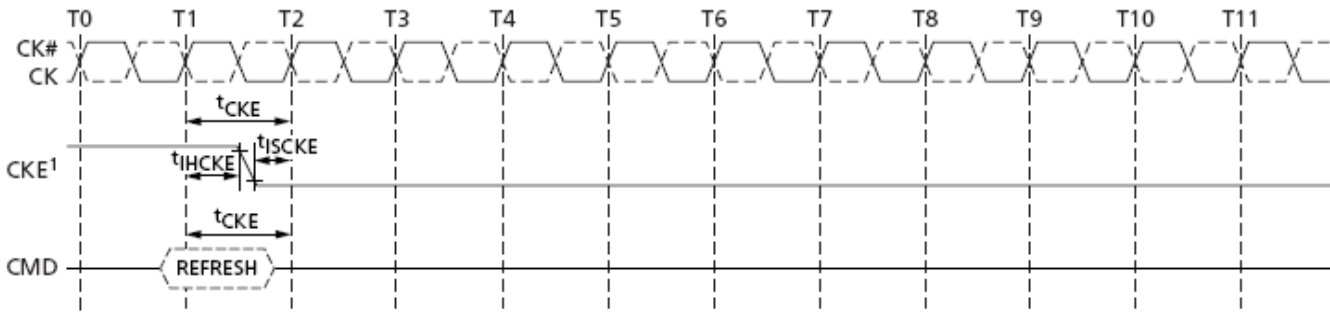 T0 T1 T2 T3 T4 T5 T6 T7 T8 T9 T10 T11
CK#
CK
tCKE
tISCKE
CKE1
tIHCKE
tCKE
CMD
REFRESH